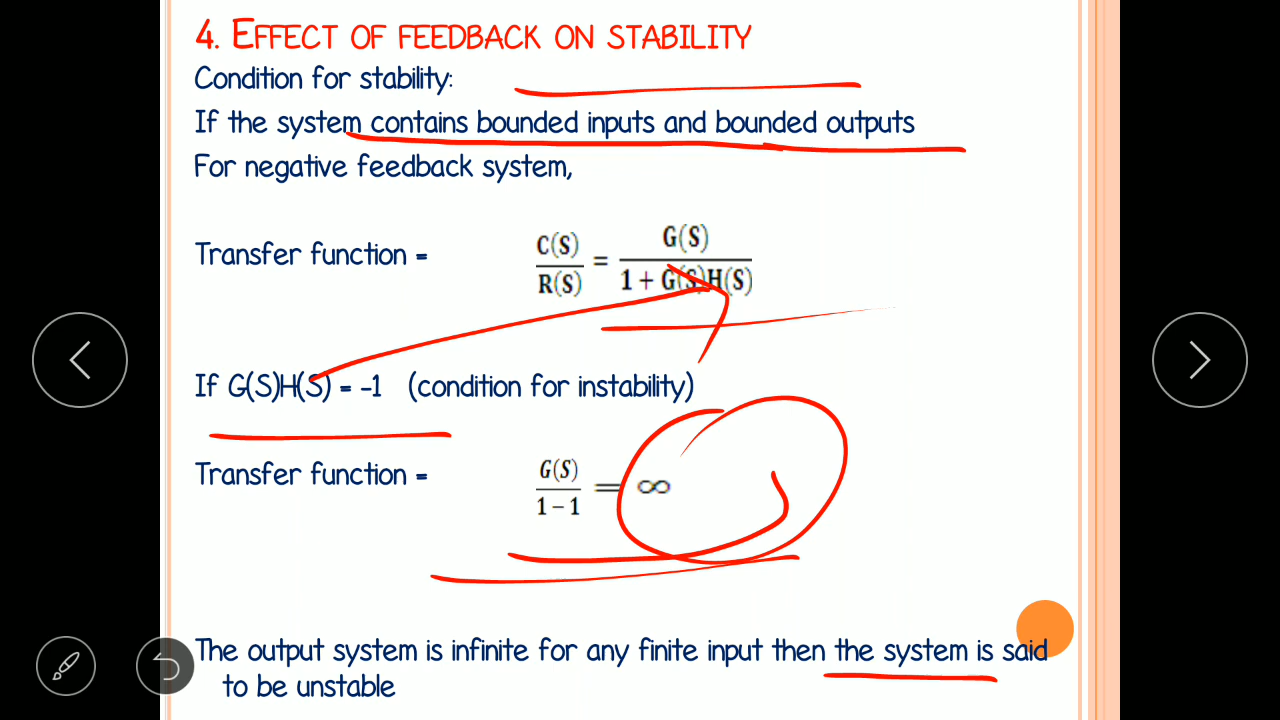 4. EFFECT OF FEEDBACK ON STABILITY
Condition for stability:
If the system contains bounded inputs and bounded outputs
For negative feedback system,
Transfer function = C(S)/R(S) = G(S)/1 + G(S)H(S)
If G(S)H(S) = -1 (condition for instability)
Transfer function = G(S)/1 − 1 = ∞
The output system is infinite for any finite input then the system is said
to be unstable